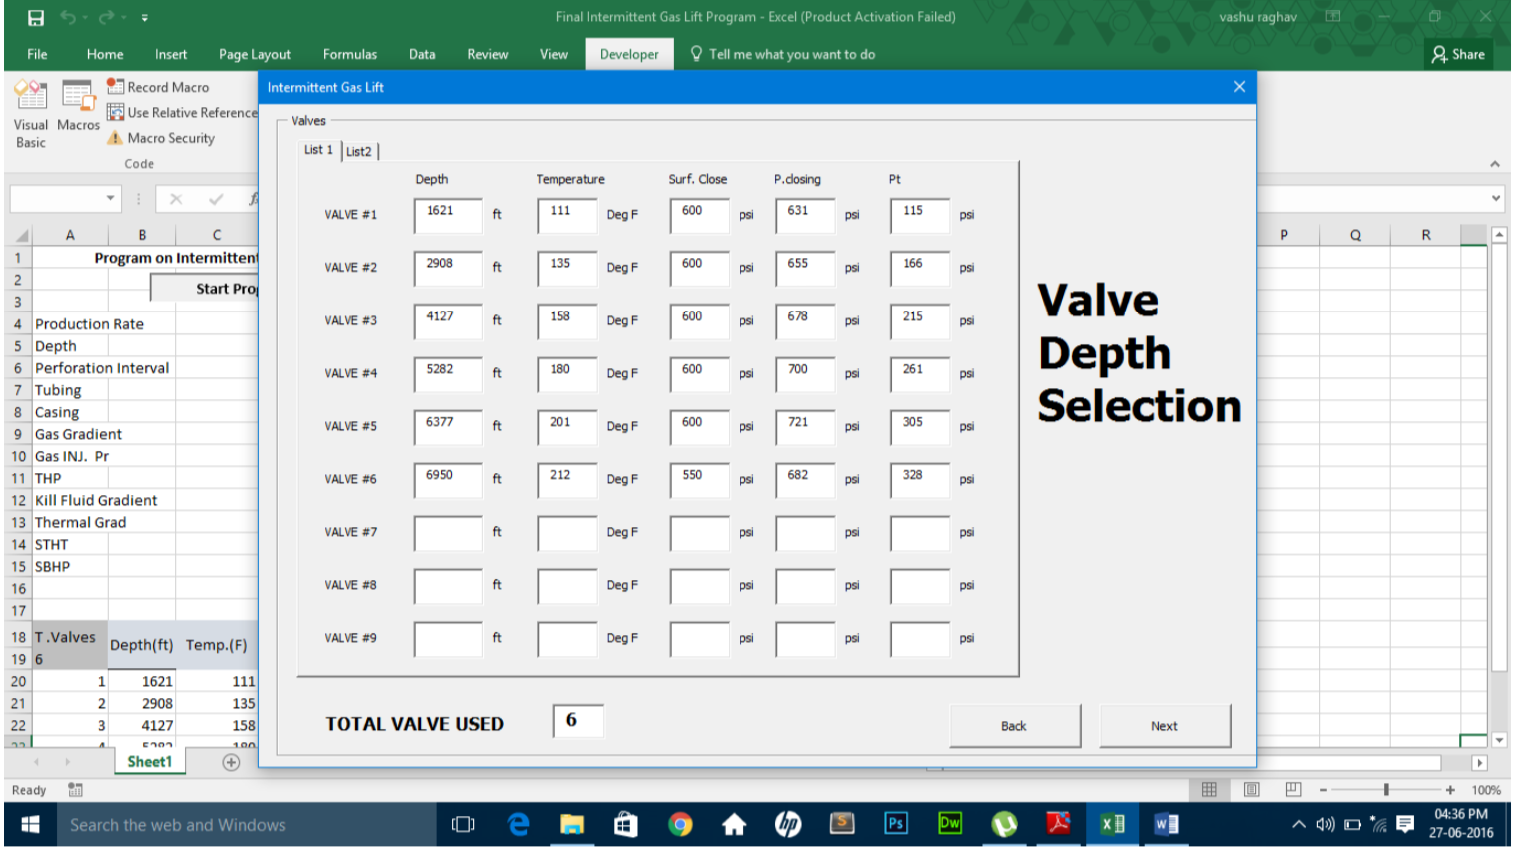 Final Intermittent Gas Lift Program - Excel (Product Activation Failed)
vashu raghav
File Home Insert Page Layout Formulas Data Review View Developer Tell me what you want to do Share
Visual Basic
Macros
Record Macro
Use Relative Reference
Macro Security
Code
Intermittent Gas Lift
Valves
List 1 List2
Depth Temperature Surf. Close P.closing Pt
VALVE #1 1621 ft 111 Deg F 600 psi 631 psi 115 psi
VALVE #2 2908 ft 135 Deg F 600 psi 655 psi 166 psi
VALVE #3 4127 ft 158 Deg F 600 psi 678 psi 215 psi
VALVE #4 5282 ft 180 Deg F 600 psi 700 psi 261 psi
VALVE #5 6377 ft 201 Deg F 600 psi 721 psi 305 psi
VALVE #6 6950 ft 212 Deg F 550 psi 682 psi 328 psi
VALVE #7 ft Deg F psi psi psi
VALVE #8 ft Deg F psi psi psi
VALVE #9 ft Deg F psi psi psi
Valve
Depth
Selection
TOTAL VALVE USED 6
Back Next
A B C P Q R
1 Program on Intermitten
2 Start Pro
3
4 Production Rate
5 Depth
6 Perforation Interval
7 Tubing
8 Casing
9 Gas Gradient
10 Gas INJ. Pr
11 THP
12 Kill Fluid Gradient
13 Thermal Grad
14 STHT
15 SBHP
16
17
18 T.Valves Depth(ft) Temp.(F)
19 6
20 1 1621 111
21 2 2908 135
22 3 4127 158
Sheet1
Ready
100%
Search the web and Windows
hp
S
Ps
Dw
04:36 PM
27-06-2016